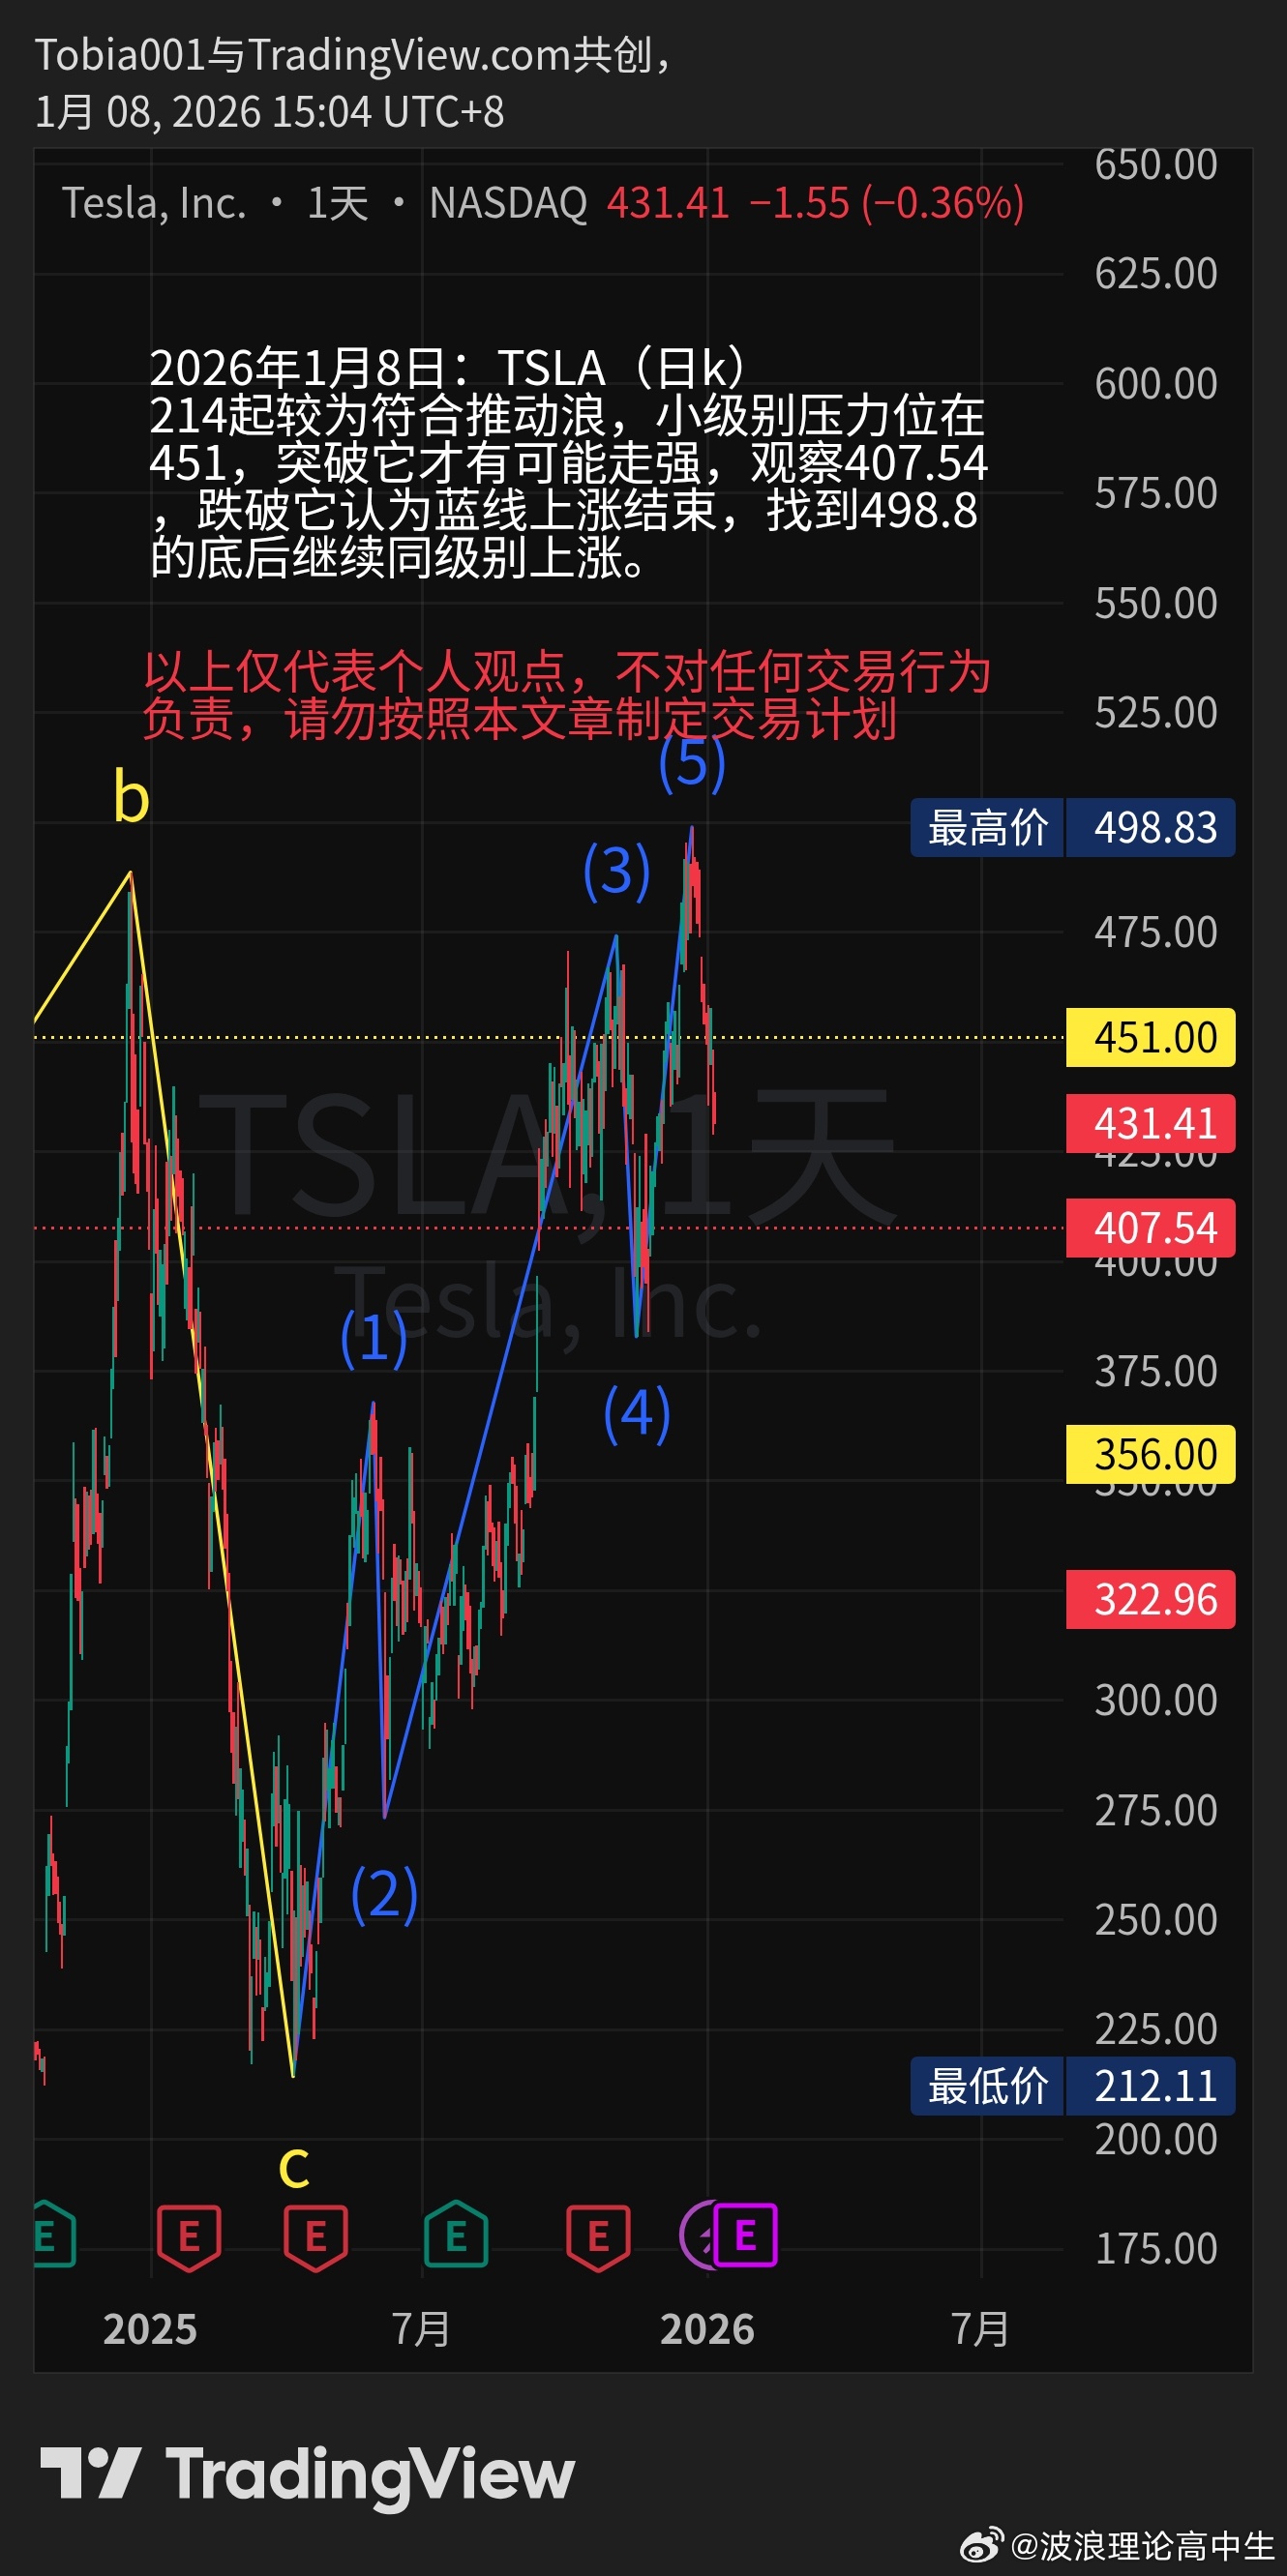 Tobia001与TradingView.com共创，
1月 08, 2026 15:04 UTC+8
650.00
Tesla, Inc. · 1天 · NASDAQ 431.41 −1.55 (−0.36%)
625.00
2026年1月8日：TSLA（日k）
600.00
214起较为符合推动浪，小级别压力位在
451，突破它才有可能走强，观察407.54
575.00
，跌破它认为蓝线上涨结束，找到498.8
的底后继续同级别上涨。
550.00
以上仅代表个人观点，不对任何交易行为
负责，请勿按照本文章制定交易计划
525.00
(5)
b
最高价 498.83
(3)
475.00
451.00
TSLA, 1天
431.41
425.00
407.54
400.00
Tesla, Inc.
(1)
375.00
(4)
356.00
350.00
322.96
300.00
275.00
(2)
250.00
225.00
最低价 212.11
200.00
c
E E E E E E
175.00
2025 7月 2026 7月
TradingView
@波浪理论高中生